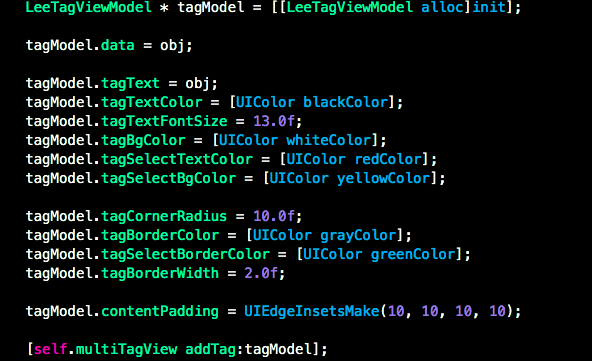 LeeTagViewModel * tagModel = [[LeeTagViewModel alloc]init];
tagModel.data = obj;
tagModel.tagText = obj;
tagModel.tagTextColor = [UIColor blackColor];
tagModel.tagTextFontSize = 13.0f;
tagModel.tagBgColor = [UIColor whiteColor];
tagModel.tagSelectTextColor = [UIColor redColor];
tagModel.tagSelectBgColor = [UIColor yellowColor];
tagModel.tagCornerRadius = 10.0f;
tagModel.tagBorderColor = [UIColor grayColor];
tagModel.tagSelectBorderColor = [UIColor greenColor];
tagModel.tagBorderWidth = 2.0f;
tagModel.contentPadding = UIEdgeInsetsMake(10, 10, 10, 10);
[self.multiTagView addTag:tagModel];